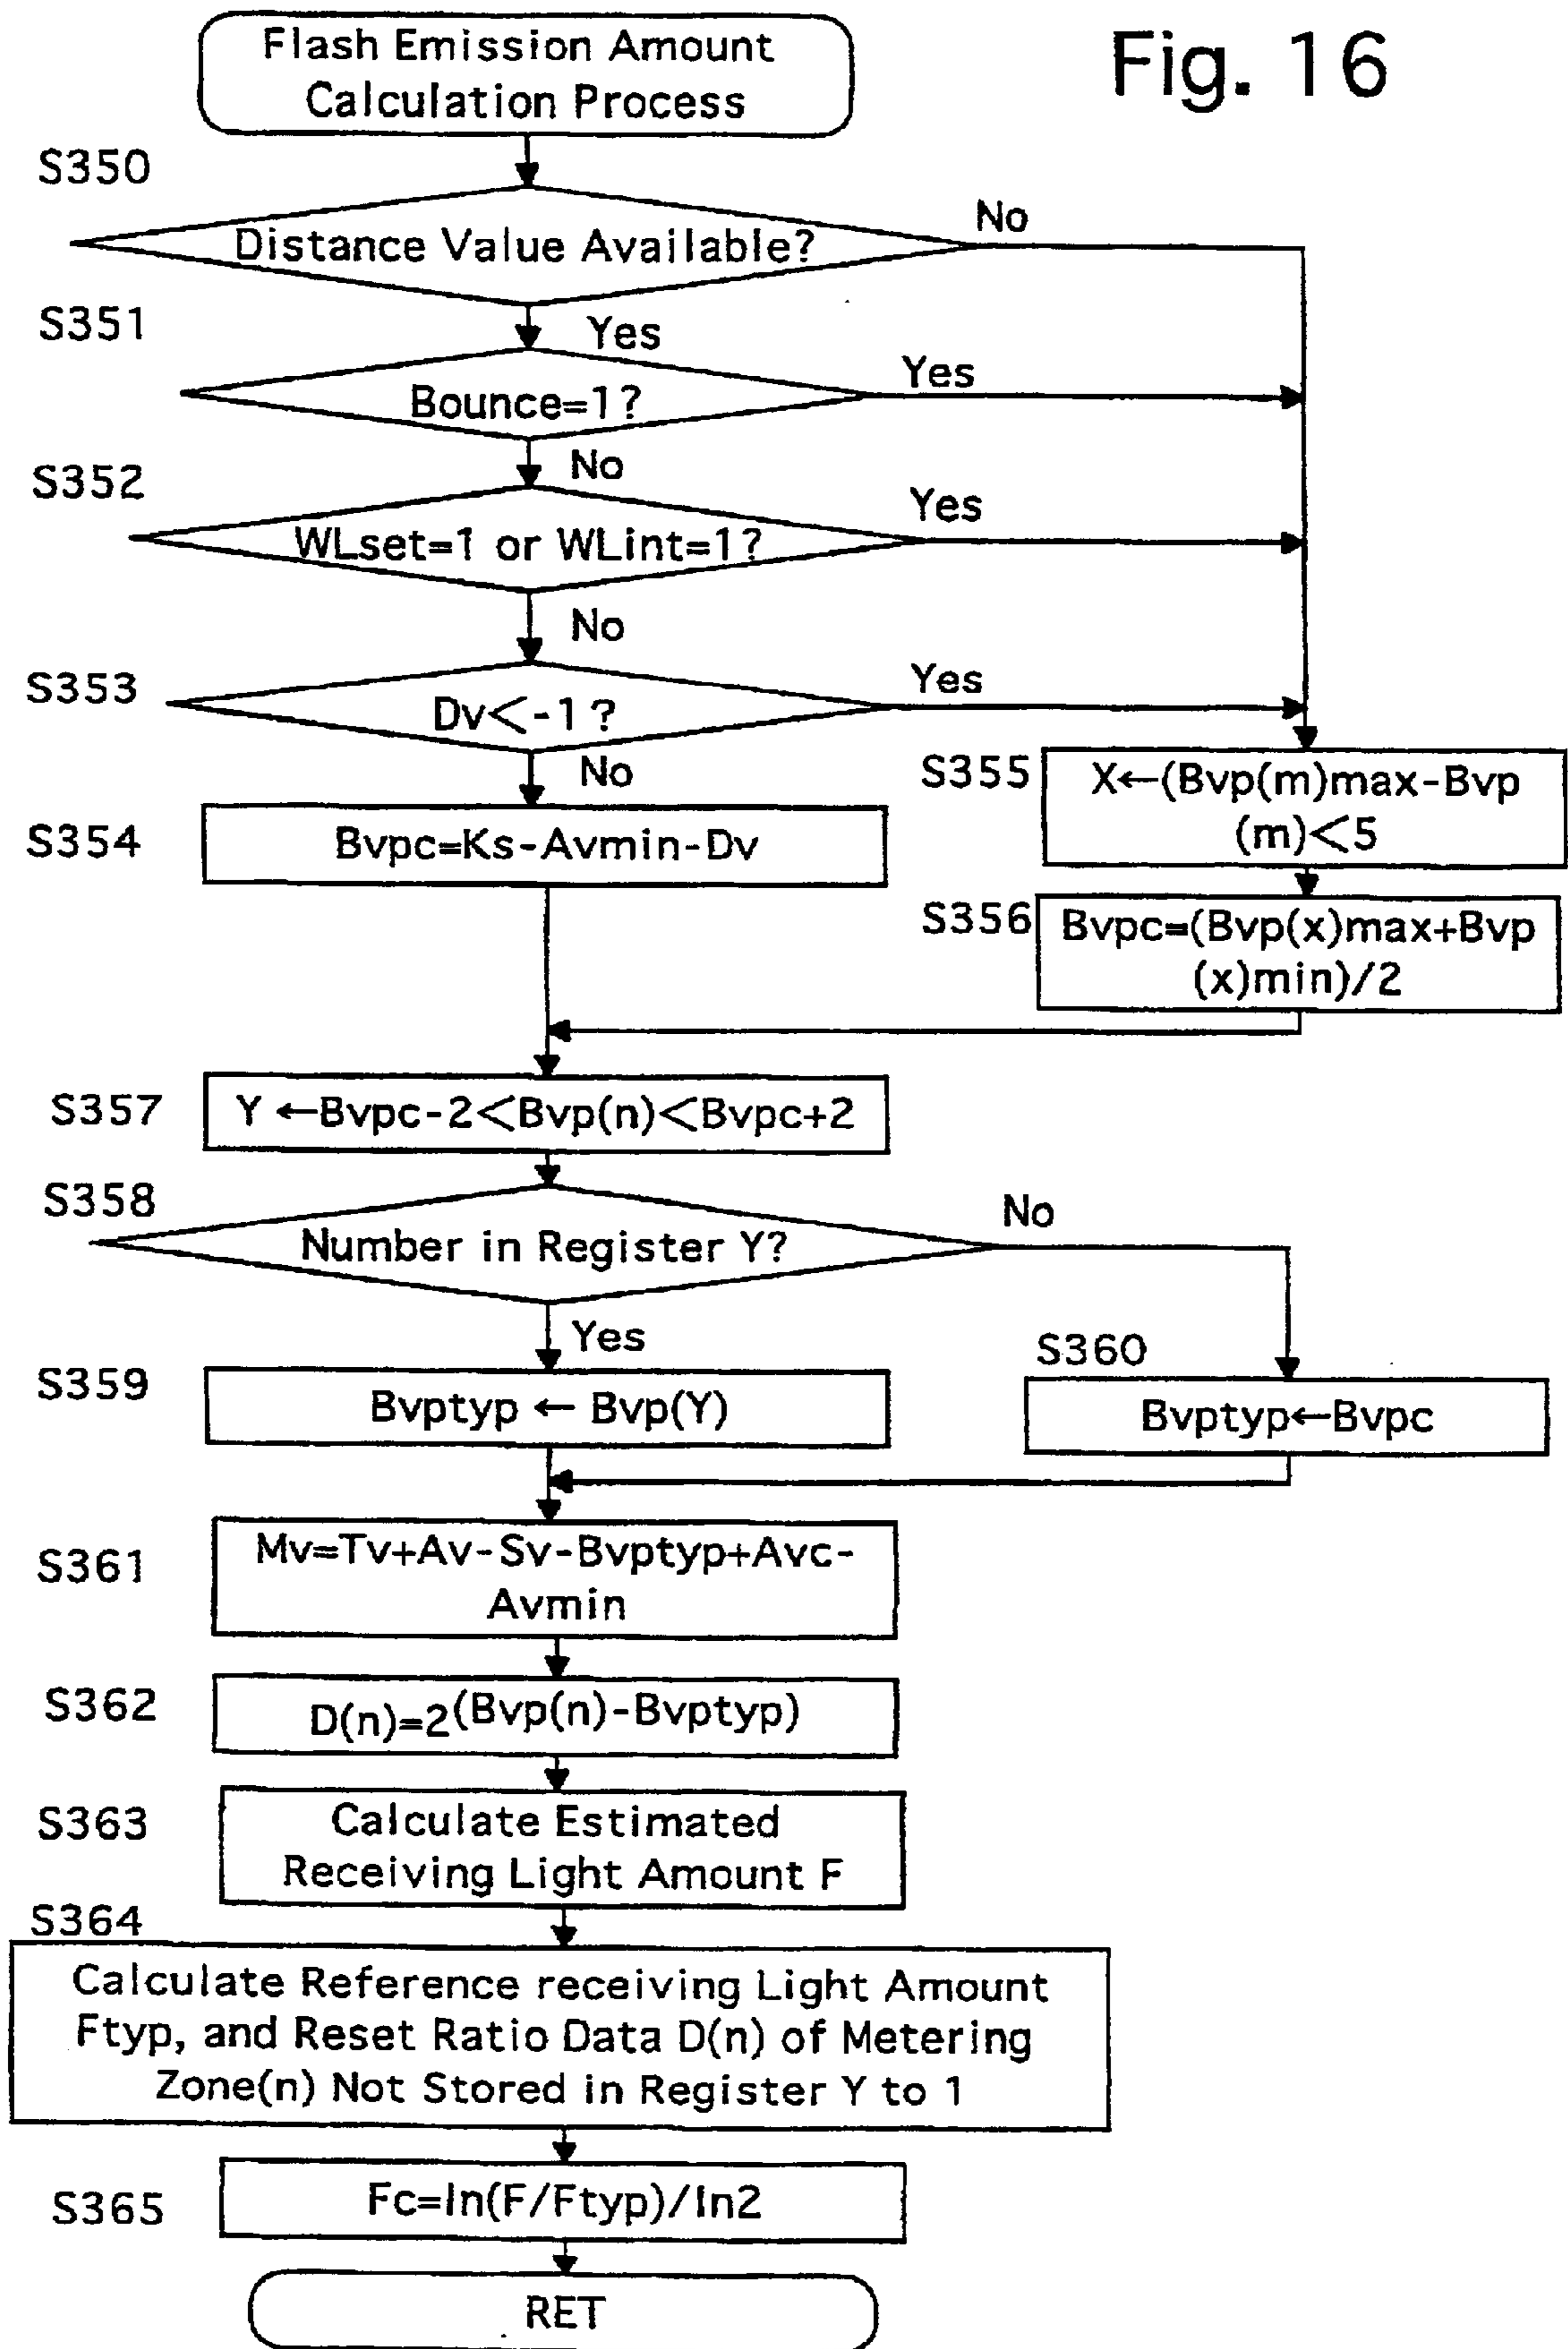 Fig. 16
Flash Emission Amount
Calculation Process
S350
Distance Value Available?
No
S351
Yes
Bounce=1?
Yes
S352
No
WLset=1 or WLint=1?
Yes
No
S353
Dv<-1?
Yes
No
S354
Bvpc=Ks-Avmin-Dv
S355
X←(Bvp(m)max-Bvp
(m)<5
S356
Bvpc=(Bvp(x)max+Bvp
(x)min)/2
S357
Y ←Bvpc-2<Bvp(n)<Bvpc+2
S358
Number in Register Y?
No
Yes
S359
Bvptyp ← Bvp(Y)
S360
Bvptyp←Bvpc
S361
Mv=Tv+Av-Sv-Bvptyp+Avc-
Avmin
S362
D(n)=2(Bvp(n)-Bvptyp)
S363
Calculate Estimated
Receiving Light Amount F
S364
Calculate Reference receiving Light Amount
Ftyp, and Reset Ratio Data D(n) of Metering
Zone(n) Not Stored in Register Y to 1
S365
Fc=ln(F/Ftyp)/ln2
RET